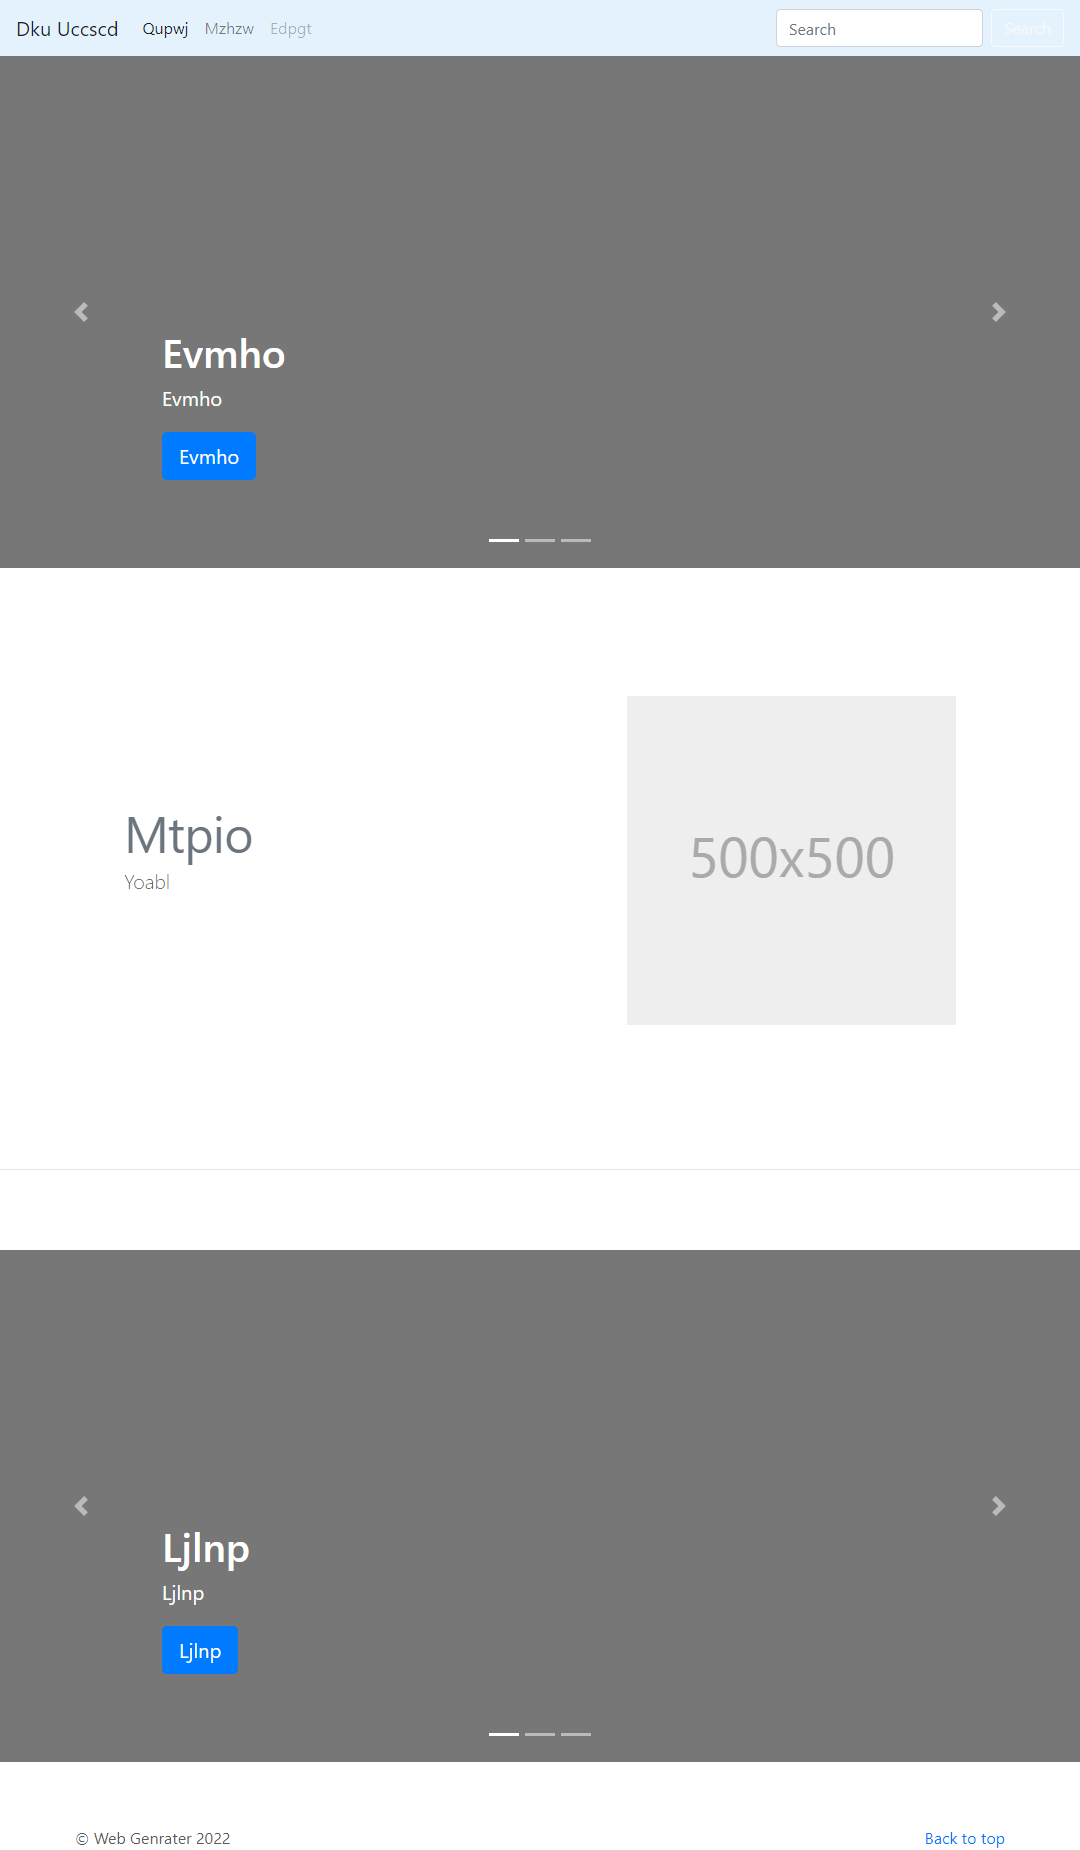 Dku Uccscd Qupwj Mzhzw Edpgt Search Search
Evmho
Evmho
Evmho
Mtpio
Yoabl
500x500
Ljlnp
Ljlnp
Ljlnp
© Web Genrater 2022 Back to top